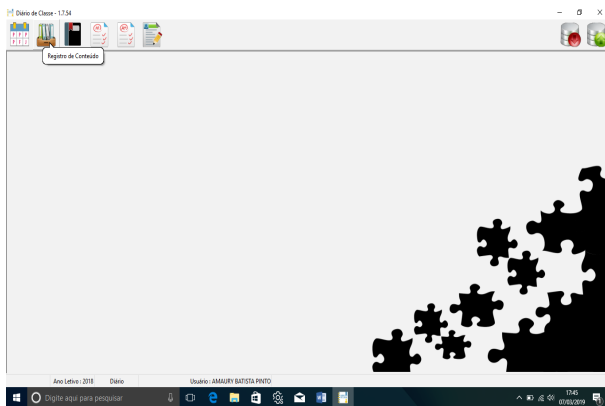 Diário de Classe - 1.7.54
Registro de Conteúdo
Ano Letivo : 2018 Diário Usuário : AMAURY BATISTA PINTO
Digite aqui para pesquisar
17:45
07/03/2019